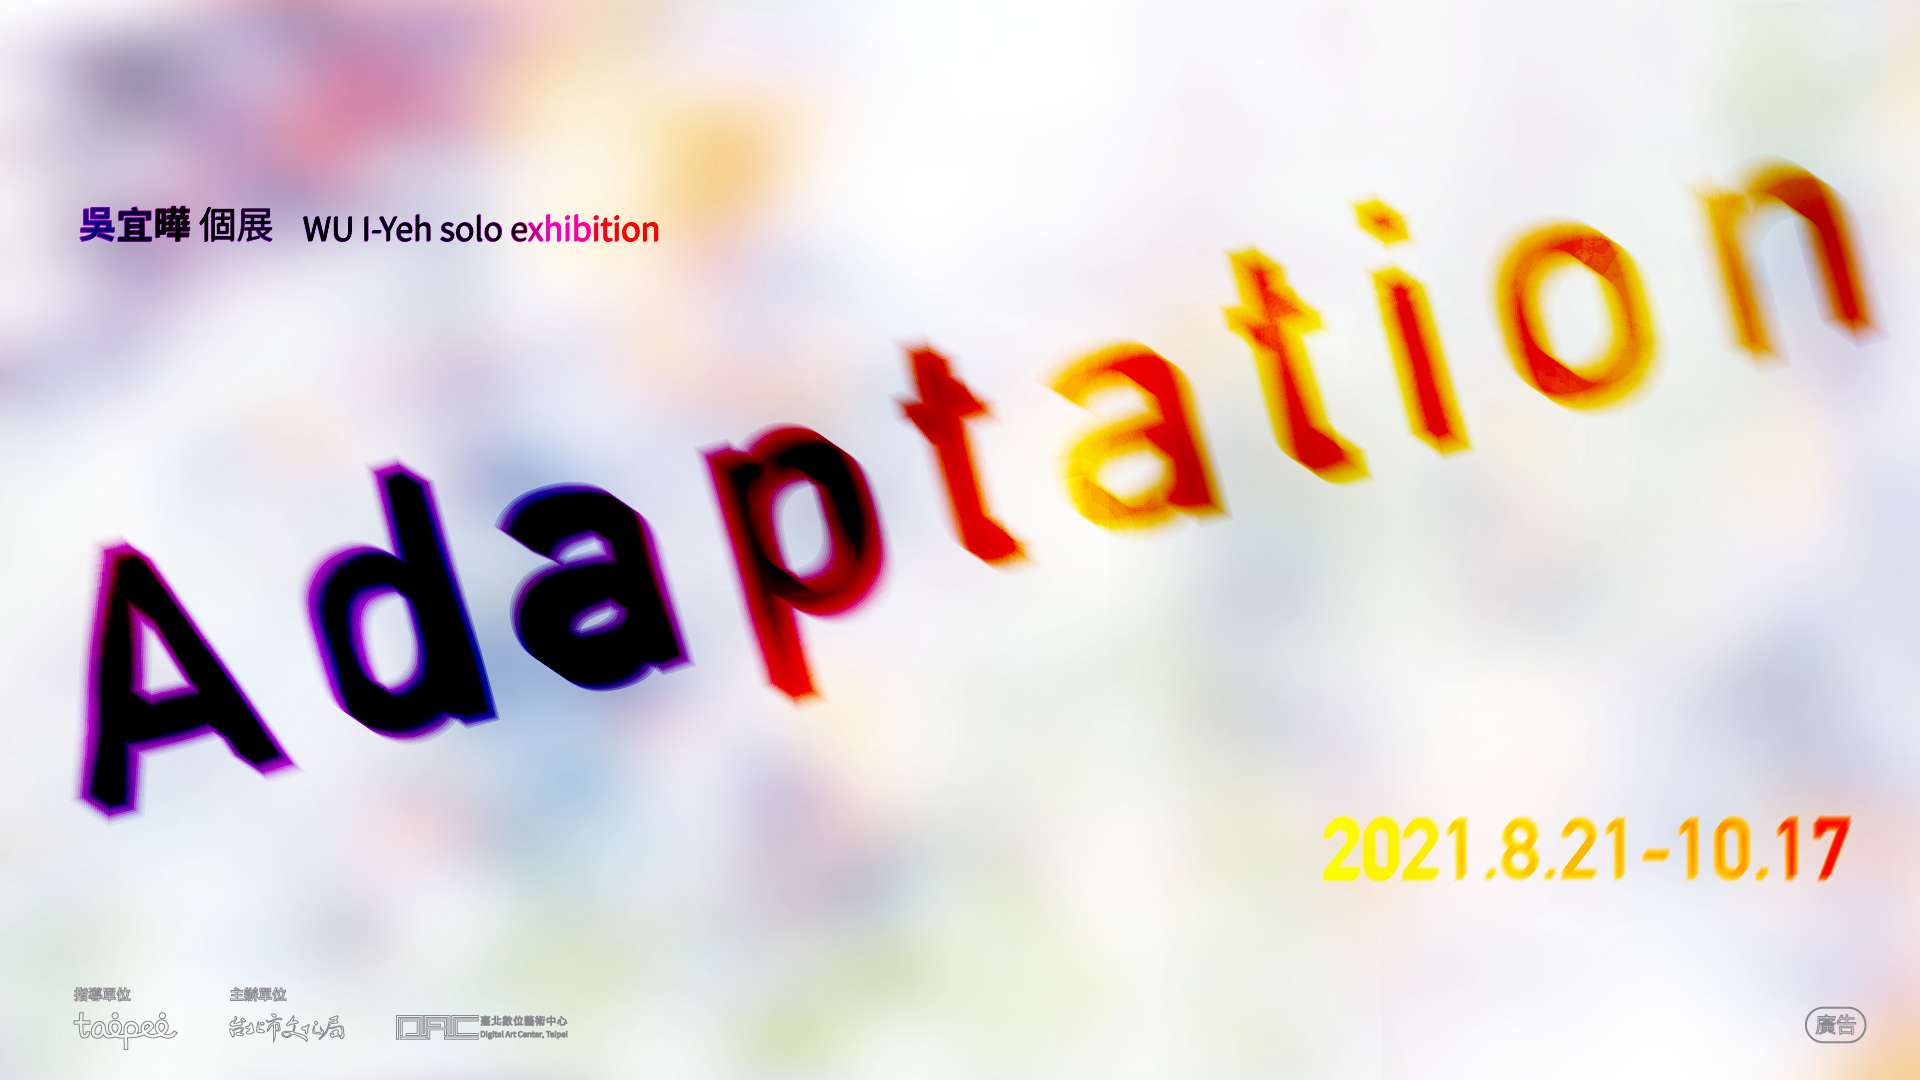 吳宜曄 個展 WU I-Yeh solo exhibition
Adaptation
2021.8.21-10.17
指導單位
taipei
主辦單位
台北市文化局
DAC 臺北數位藝術中心
Digital Art Center, Taipei
廣告